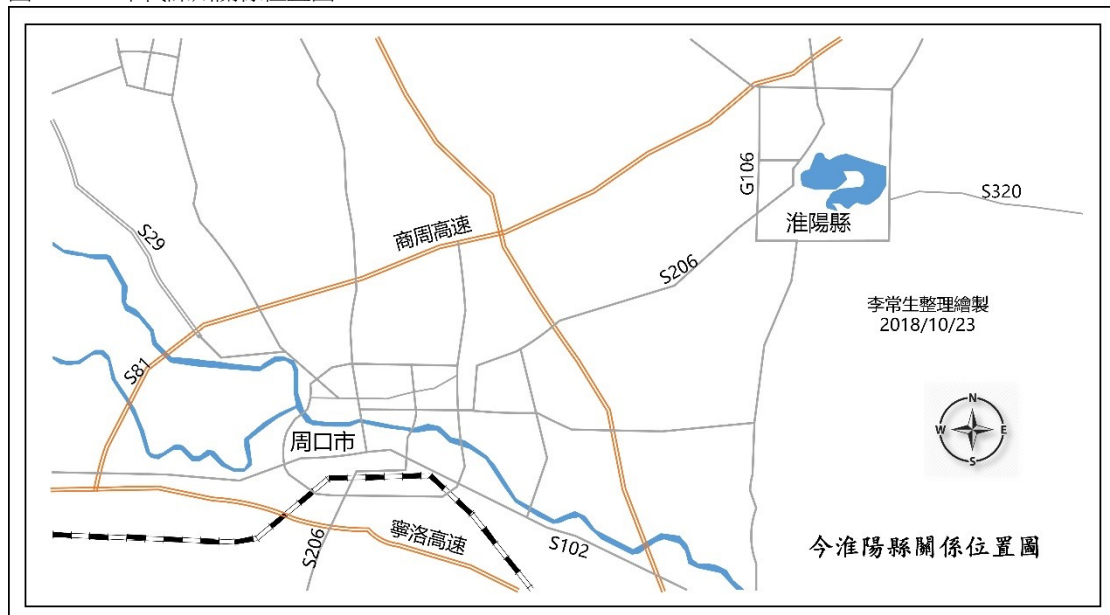 G106
S320
淮陽縣
商周高速
S29
S206
李常生整理繪製
2018/10/23
S81
N
W
E
S
周口市
寧洛高速
S206
S102
今淮陽縣關係位置圖